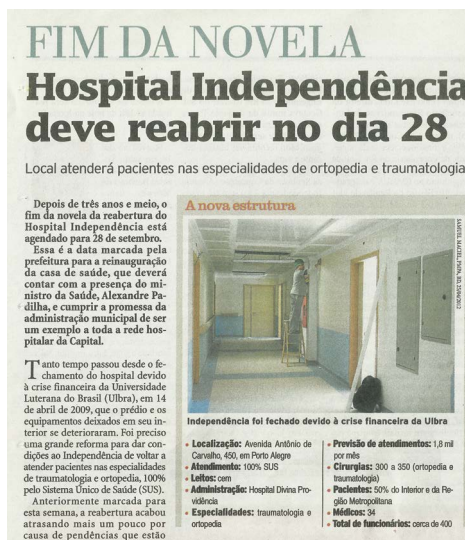 FIM DA NOVELA
Hospital Independência
deve reabrir no dia 28
Local atenderá pacientes nas especialidades de ortopedia e traumatologia
Depois de três anos e meio, o
fim da novela da reabertura do
Hospital Independência está
agendado para 28 de setembro.
Essa é a data marcada pela
prefeitura para a reinauguração
da casa de saúde, que deverá
contar com a presença do mi-
nistro da Saúde, Alexandre Pa-
dilha, e cumprir a promessa da
administração municipal de ser
um exemplo a toda a rede hos-
pitalar da Capital.
Tanto tempo passou desde o fe-
chamento do hospital devido
à crise financeira da Universidade
Luterana do Brasil (Ulbra), em 14
de abril de 2009, que o prédio e os
equipamentos deixados em seu in-
terior se deterioraram. Foi preciso
uma grande reforma para dar con-
dições ao Independência de voltar a
atender pacientes nas especialidades
de traumatologia e ortopedia, 100%
pelo Sistema Único de Saúde (SUS).
Anteriormente marcada para
esta semana, a reabertura acabou
atrasando mais um pouco por
causa de pendências que estão
A nova estrutura
SAMUEL MACIEL, PMPA, BD, 25/06/2012
Independência foi fechado devido à crise financeira da Ulbra
• Localização: Avenida Antônio de
Carvalho, 450, em Porto Alegre
• Atendimento: 100% SUS
• Leitos: cem
• Administração: Hospital Divina Pro-
vidência
• Especialidades: traumatologia e
ortopedia
• Previsão de atendimentos: 1,8 mil
por mês
• Cirurgias: 300 a 350 (ortopedia e
traumatologia)
• Pacientes: 50% do Interior e da Re-
gião Metropolitana
• Médicos: 34
• Total de funcionários: cerca de 400